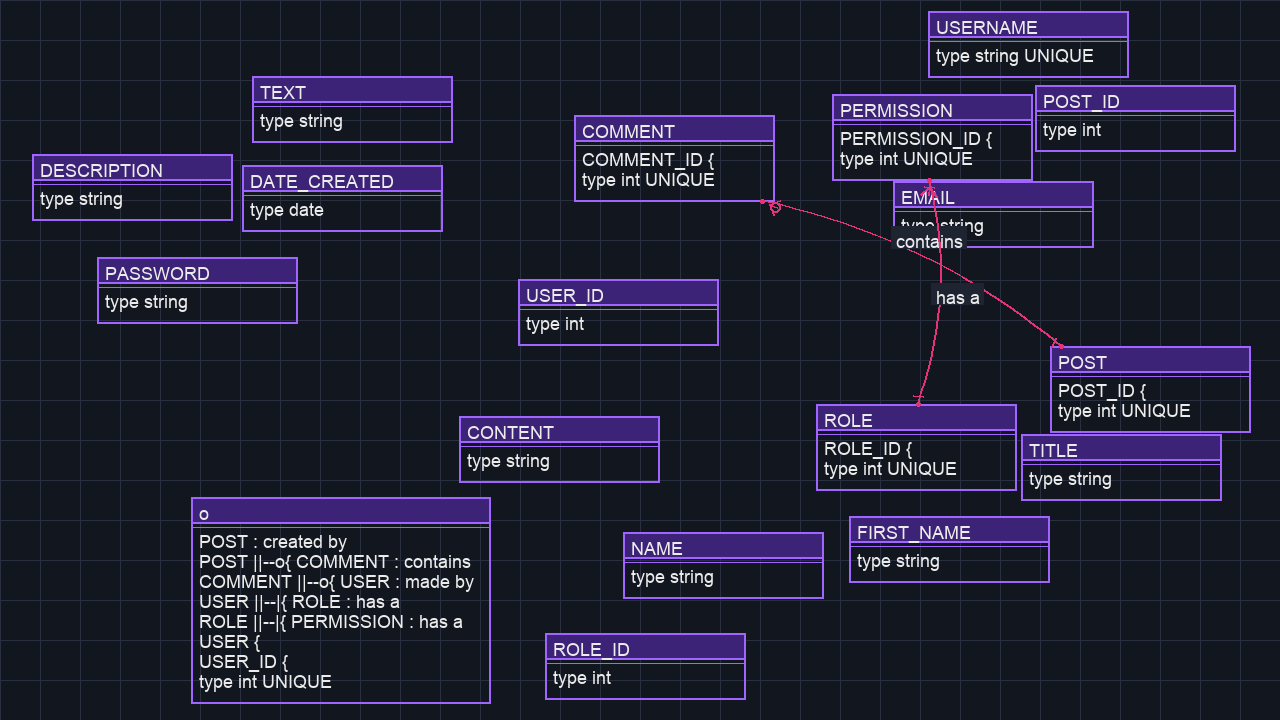 USERNAME
type string UNIQUE
TEXT
type string
PERMISSION
PERMISSION_ID {
type int UNIQUE
POST_ID
type int
COMMENT
COMMENT_ID {
type int UNIQUE
DESCRIPTION
type string
DATE_CREATED
type date
EMAIL
type string
contains
PASSWORD
type string
USER_ID
type int
has a
POST
POST_ID {
type int UNIQUE
ROLE
ROLE_ID {
type int UNIQUE
CONTENT
type string
TITLE
type string
o
POST : created by
POST ||--o{ COMMENT : contains
COMMENT ||--o{ USER : made by
USER ||--|{ ROLE : has a
ROLE ||--|{ PERMISSION : has a
USER {
USER_ID {
type int UNIQUE
NAME
type string
FIRST_NAME
type string
ROLE_ID
type int